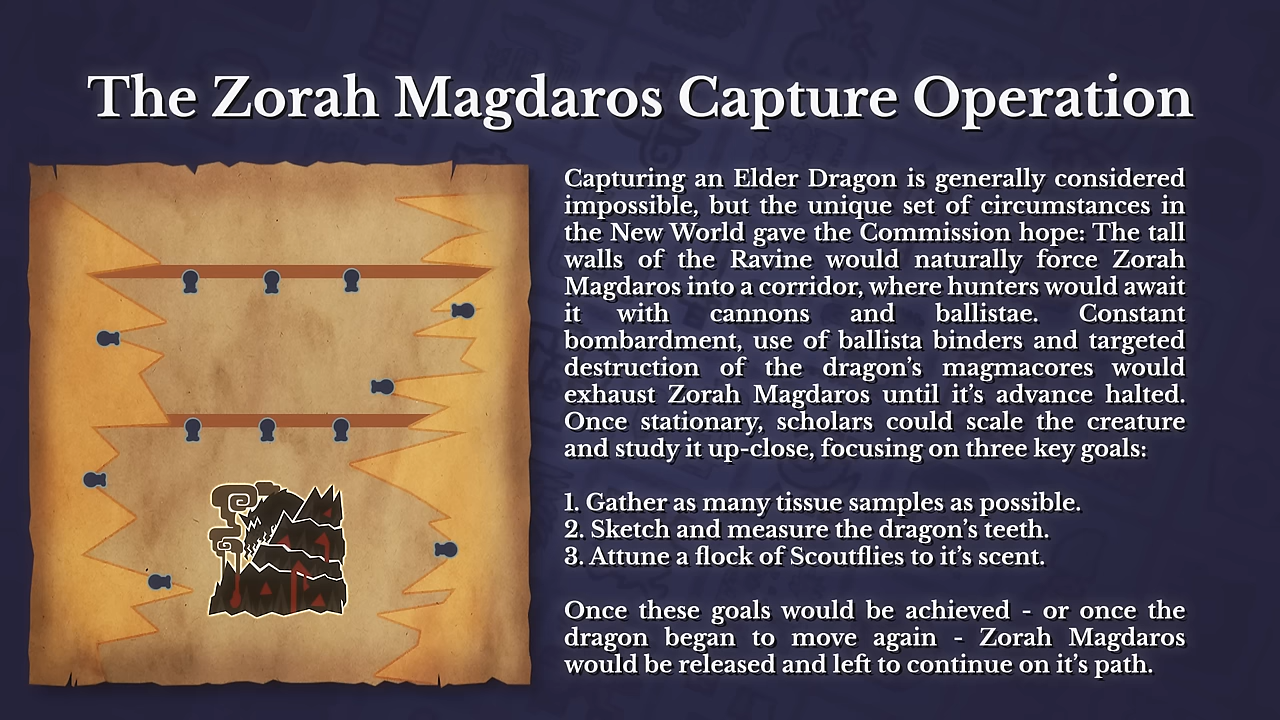 The Zorah Magdaros Capture Operation
Capturing an Elder Dragon is generally considered
impossible, but the unique set of circumstances in
the New World gave the Commission hope: The tall
walls of the Ravine would naturally force Zorah
Magdaros into a corridor, where hunters would await
it with cannons and ballistae. Constant
bombardment, use of ballista binders and targeted
destruction of the dragon's magmacores would
exhaust Zorah Magdaros until it's advance halted.
Once stationary, scholars could scale the creature
and study it up-close, focusing on three key goals:
1. Gather as many tissue samples as possible.
2. Sketch and measure the dragon's teeth.
3. Attune a flock of Scoutflies to it's scent.
Once these goals would be achieved - or once the
dragon began to move again - Zorah Magdaros
would be released and left to continue on it's path.